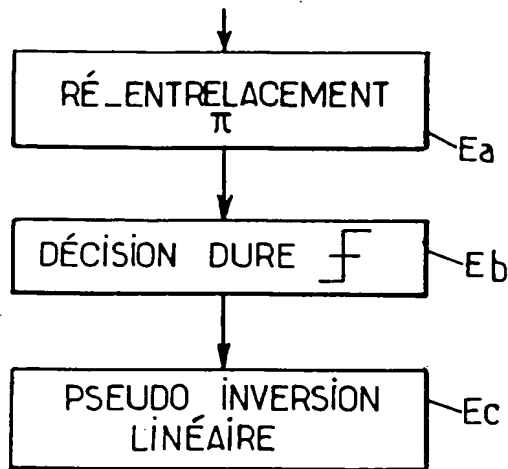 RÉ_ENTRELACEMENT
π
Ea
DÉCISION DURE
Eb
PSEUDO INVERSION
LINÉAIRE
Ec